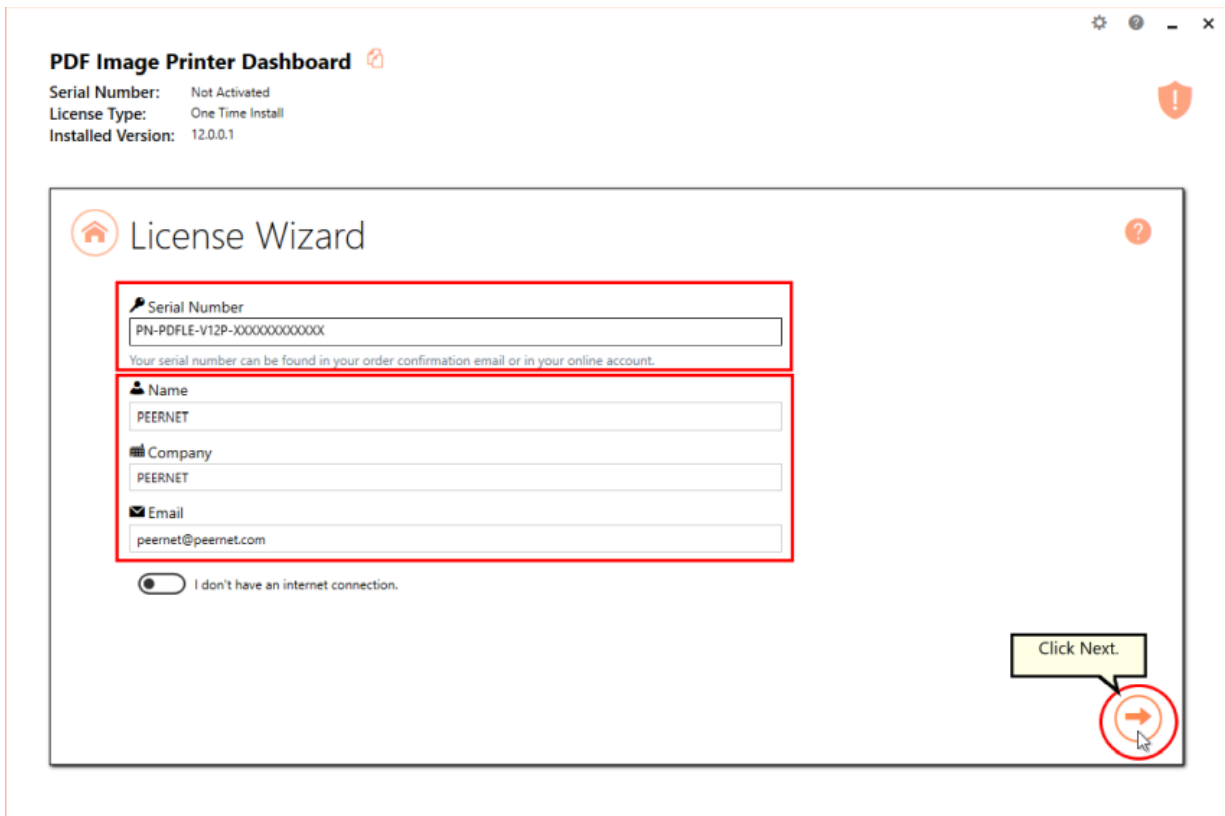 PDF Image Printer Dashboard
Serial Number: Not Activated
License Type: One Time Install
Installed Version: 12.0.0.1
License Wizard
Serial Number
PN-PDFLE-V12P-XXXXXXXXXXXX
Your serial number can be found in your order confirmation email or in your online account.
Name
PEERNET
Company
PEERNET
Email
peernet@peernet.com
I don't have an internet connection.
Click Next.